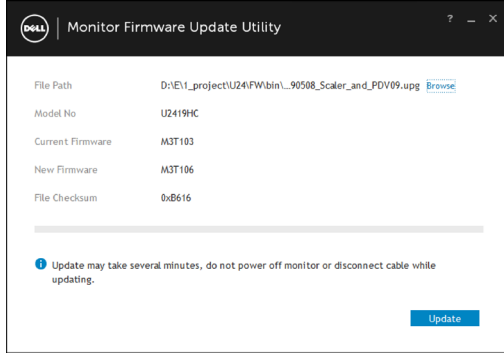 DELL
Monitor Firmware Update Utility
? _ X
File Path D:\E\1_project\U24\FW\bin\...90508_Scaler_and_PDV09.upg Browse
Model No U2419HC
Current Firmware M3T103
New Firmware M3T106
File Checksum 0xB616
Update may take several minutes, do not power off monitor or disconnect cable while
updating.
Update